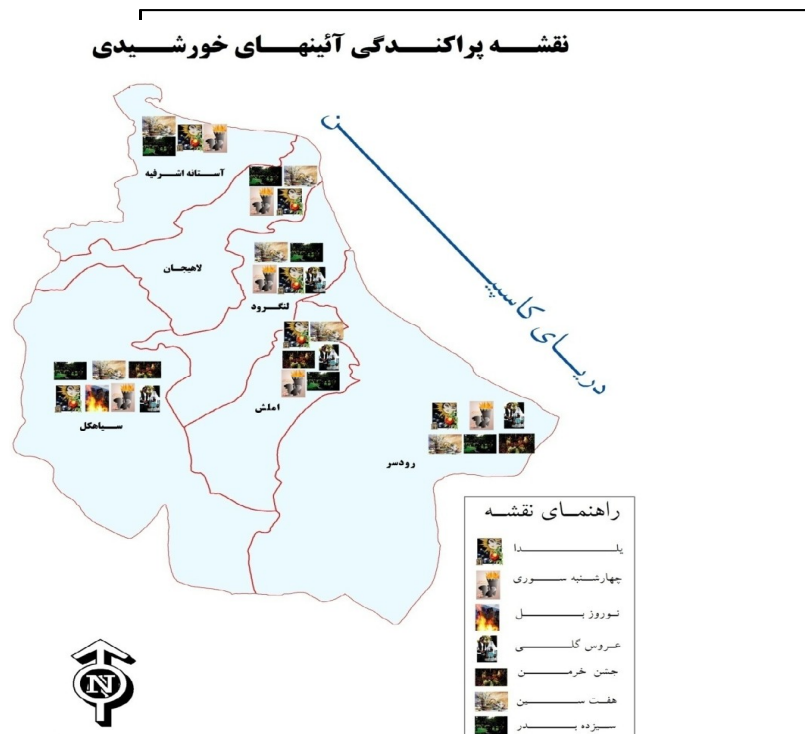 نقشه پراکندگی آئینهای خورشیدی
دریای کاسپین
آستانه اشرفیه
لاهیجان
لنگرود
املش
سیاهکل
رودسر
راهنمای نقشه
یلدا
چهارشنبه سوری
نوروز بل
عروس گلی
جشن خرمن
هفت سین
سیزده بدر
N